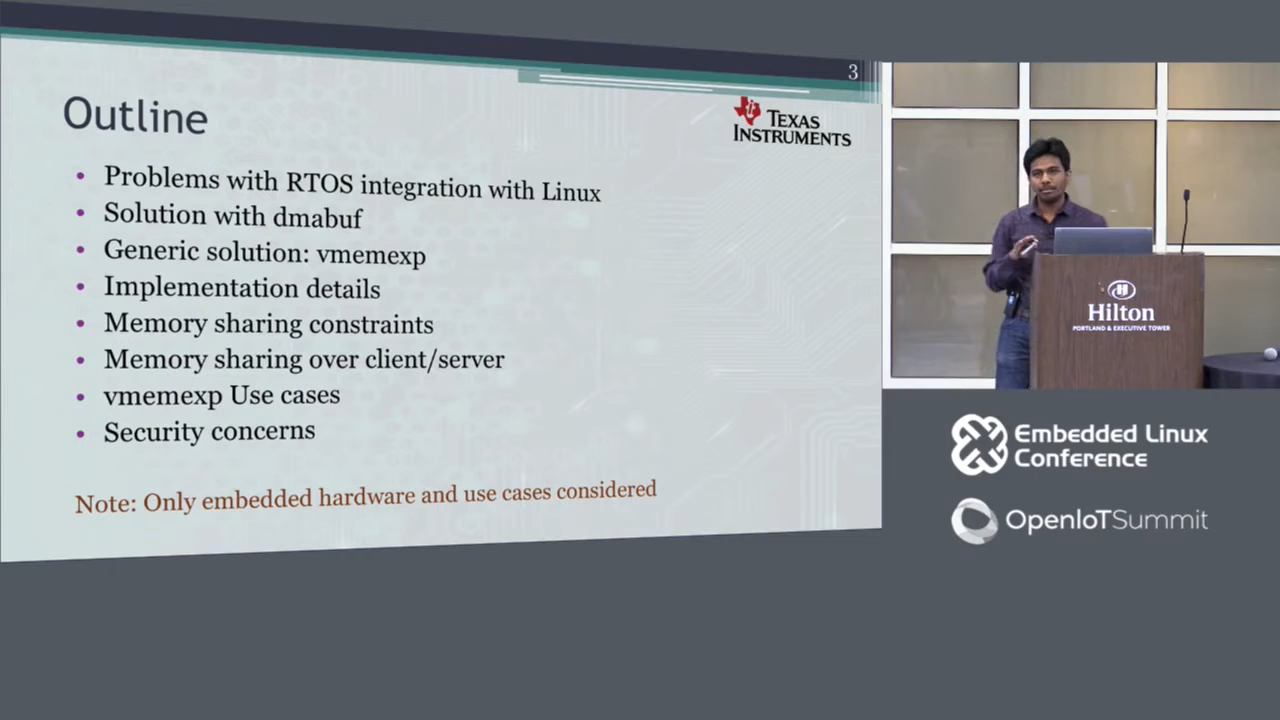 3
Outline
TEXAS
INSTRUMENTS
• Problems with RTOS integration with Linux
• Solution with dmabuf
• Generic solution: vmemexp
• Implementation details
• Memory sharing constraints
• Memory sharing over client/server
• vmemexp Use cases
• Security concerns
Note: Only embedded hardware and use cases considered
Hilton
PORTLAND & EXECUTIVE TOWER
Embedded Linux
Conference
OpenIoTSummit